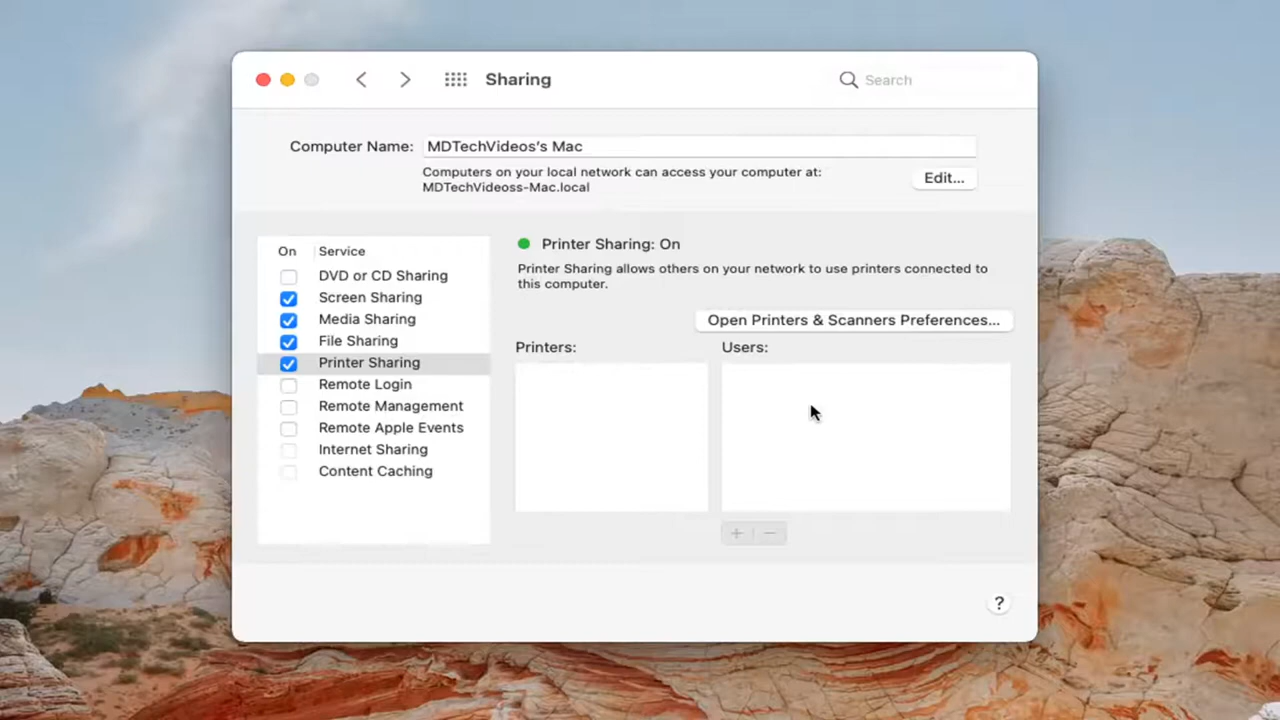 Sharing
Search
Computer Name: MDTechVideos's Mac
Computers on your local network can access your computer at:
MDTechVideoss-Mac.local
Edit...
On Service
DVD or CD Sharing
Screen Sharing
Media Sharing
File Sharing
Printer Sharing
Remote Login
Remote Management
Remote Apple Events
Internet Sharing
Content Caching
Printer Sharing: On
Printer Sharing allows others on your network to use printers connected to
this computer.
Open Printers & Scanners Preferences...
Printers: Users:
+ −
?